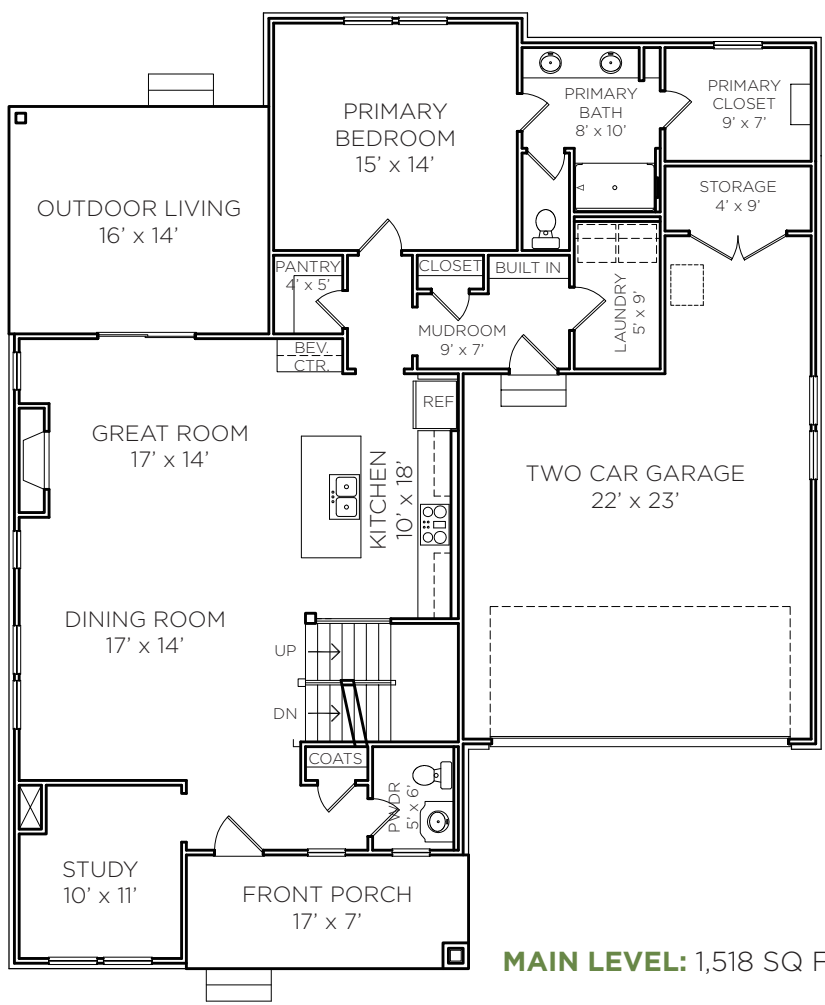 PRIMARY
BEDROOM
15' x 14'
PRIMARY
BATH
8' x 10'
PRIMARY
CLOSET
9' x 7'
STORAGE
4' x 9'
OUTDOOR LIVING
16' x 14'
PANTRY
4' x 5'
CLOSET
BUILT IN
MUDROOM
9' x 7'
LAUNDRY
5' x 9'
BEV.
CTR.
REF
GREAT ROOM
17' x 14'
KITCHEN
10' x 18'
TWO CAR GARAGE
22' x 23'
DINING ROOM
17' x 14'
UP
DN
COATS
PWDR
5' x 6'
STUDY
10' x 11'
FRONT PORCH
17' x 7'
MAIN LEVEL: 1,518 SQ F